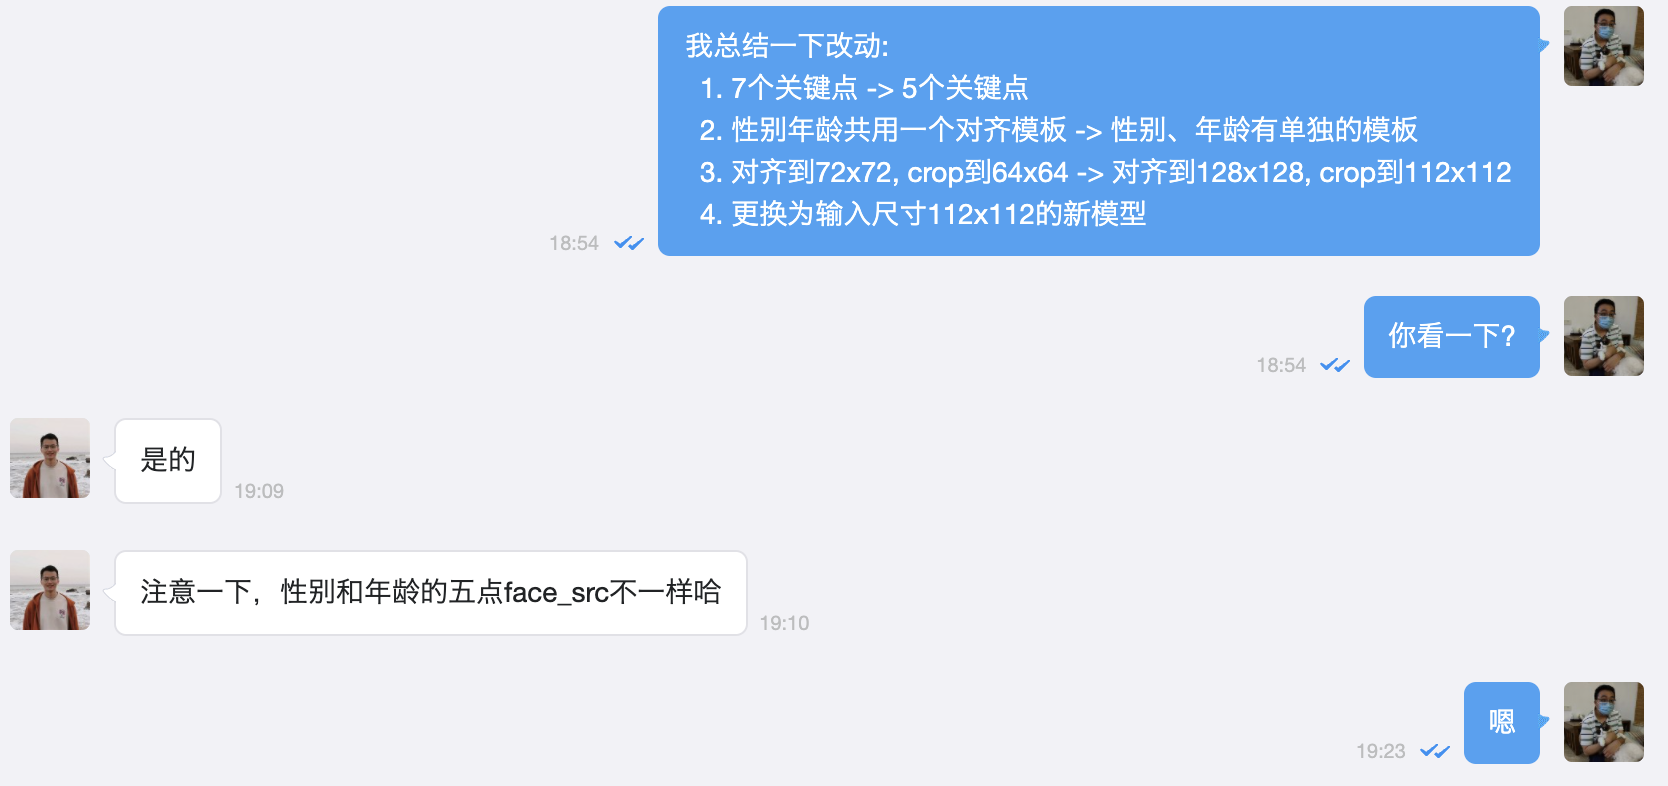 我总结一下改动:
1. 7个关键点 -> 5个关键点
2. 性别年龄共用一个对齐模板 -> 性别、年龄有单独的模板
3. 对齐到72x72, crop到64x64 -> 对齐到128x128, crop到112x112
4. 更换为输入尺寸112x112的新模型
18:54
你看一下?
18:54
是的
19:09
注意一下，性别和年龄的五点face_src不一样哈
19:10
嗯
19:23